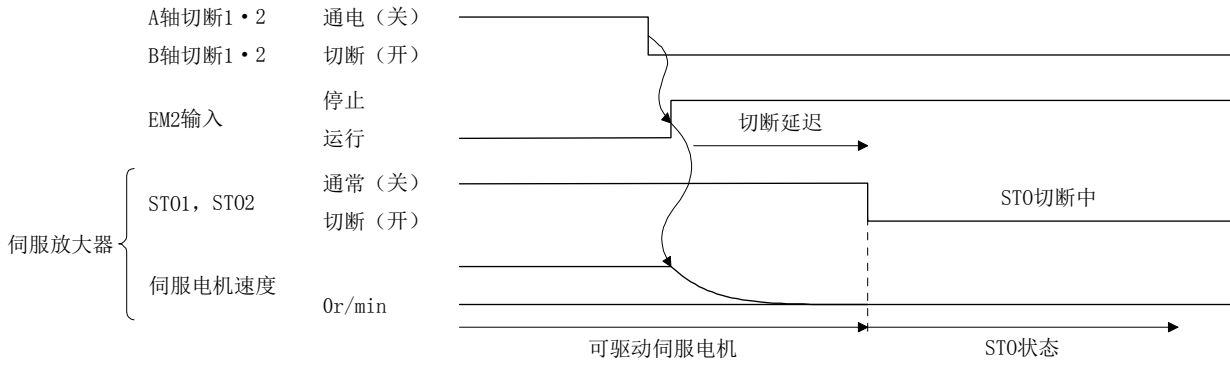 A轴切断1・2 通电（关）
B轴切断1・2 切断（开）
停止
EM2输入
运行
切断延迟
通常（关）
STO1，STO2
STO切断中
切断（开）
伺服放大器
伺服电机速度
0r/min
可驱动伺服电机
STO状态